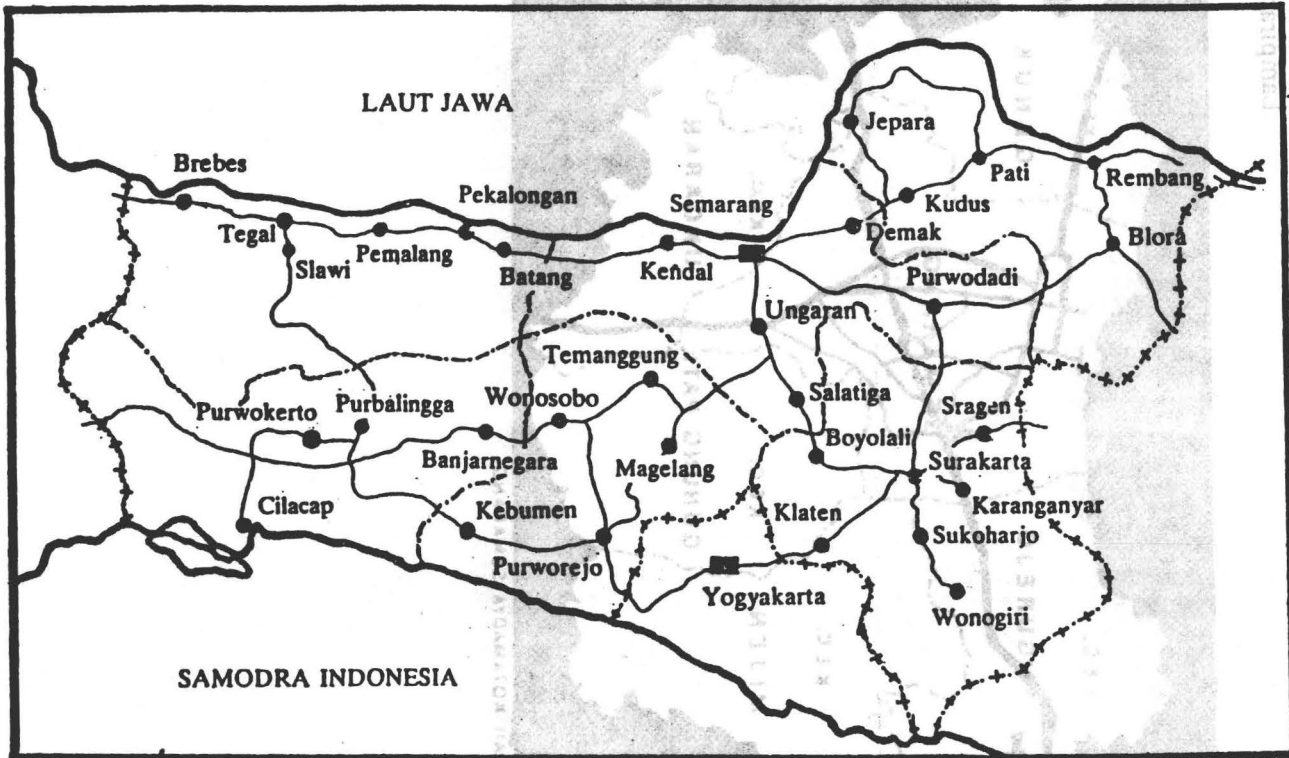 LAUT JAWA
Jepara
Brebes
Pati
Rembang
Pekalongan
Semarang
Kudus
Tegal
Demak
Blora
Pemalang
Slawi
Batang
Kendal
Purwodadi
Ungaran
Temanggung
Wonosobo
Salatiga
Purwokerto
Purbalingga
Sragen
Boyolali
Banjarnegara
Magelang
Surakarta
Cilacap
Kebumen
Klaten
Karanganyar
Sukoharjo
Purworejo
Yogyakarta
Wonogiri
SAMODRA INDONESIA